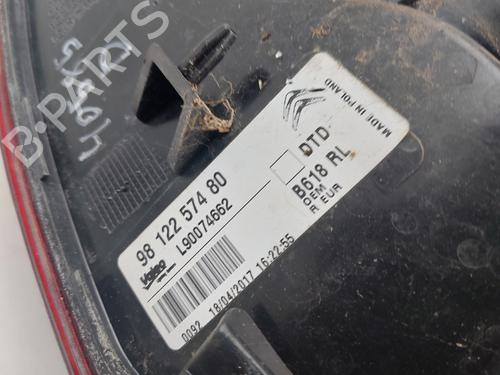 B-PARTS
MADE IN POLAND
98 122 574 80
DTD
Valeo
L90074662
B618 RL
OEM
R EUR
0092 18/04/2017 16:22:55